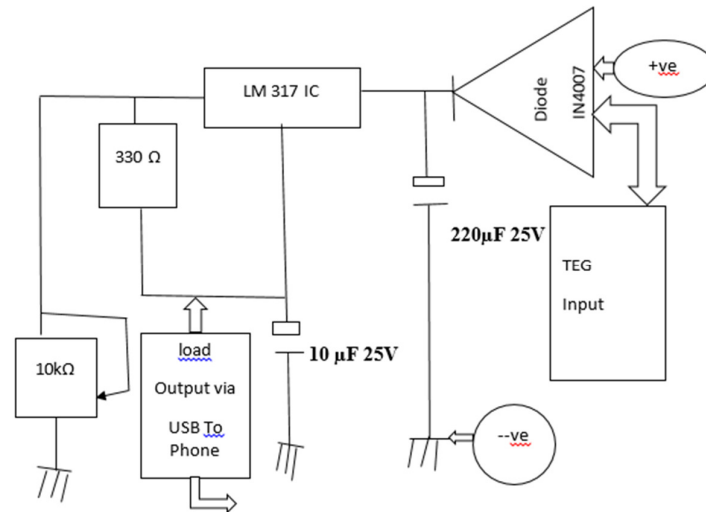 LM 317 IC
Diode
IN4007
+ve
330 Ω
220µF 25V
TEG
Input
10kΩ
load
Output via
USB To
Phone
10 µF 25V
--ve